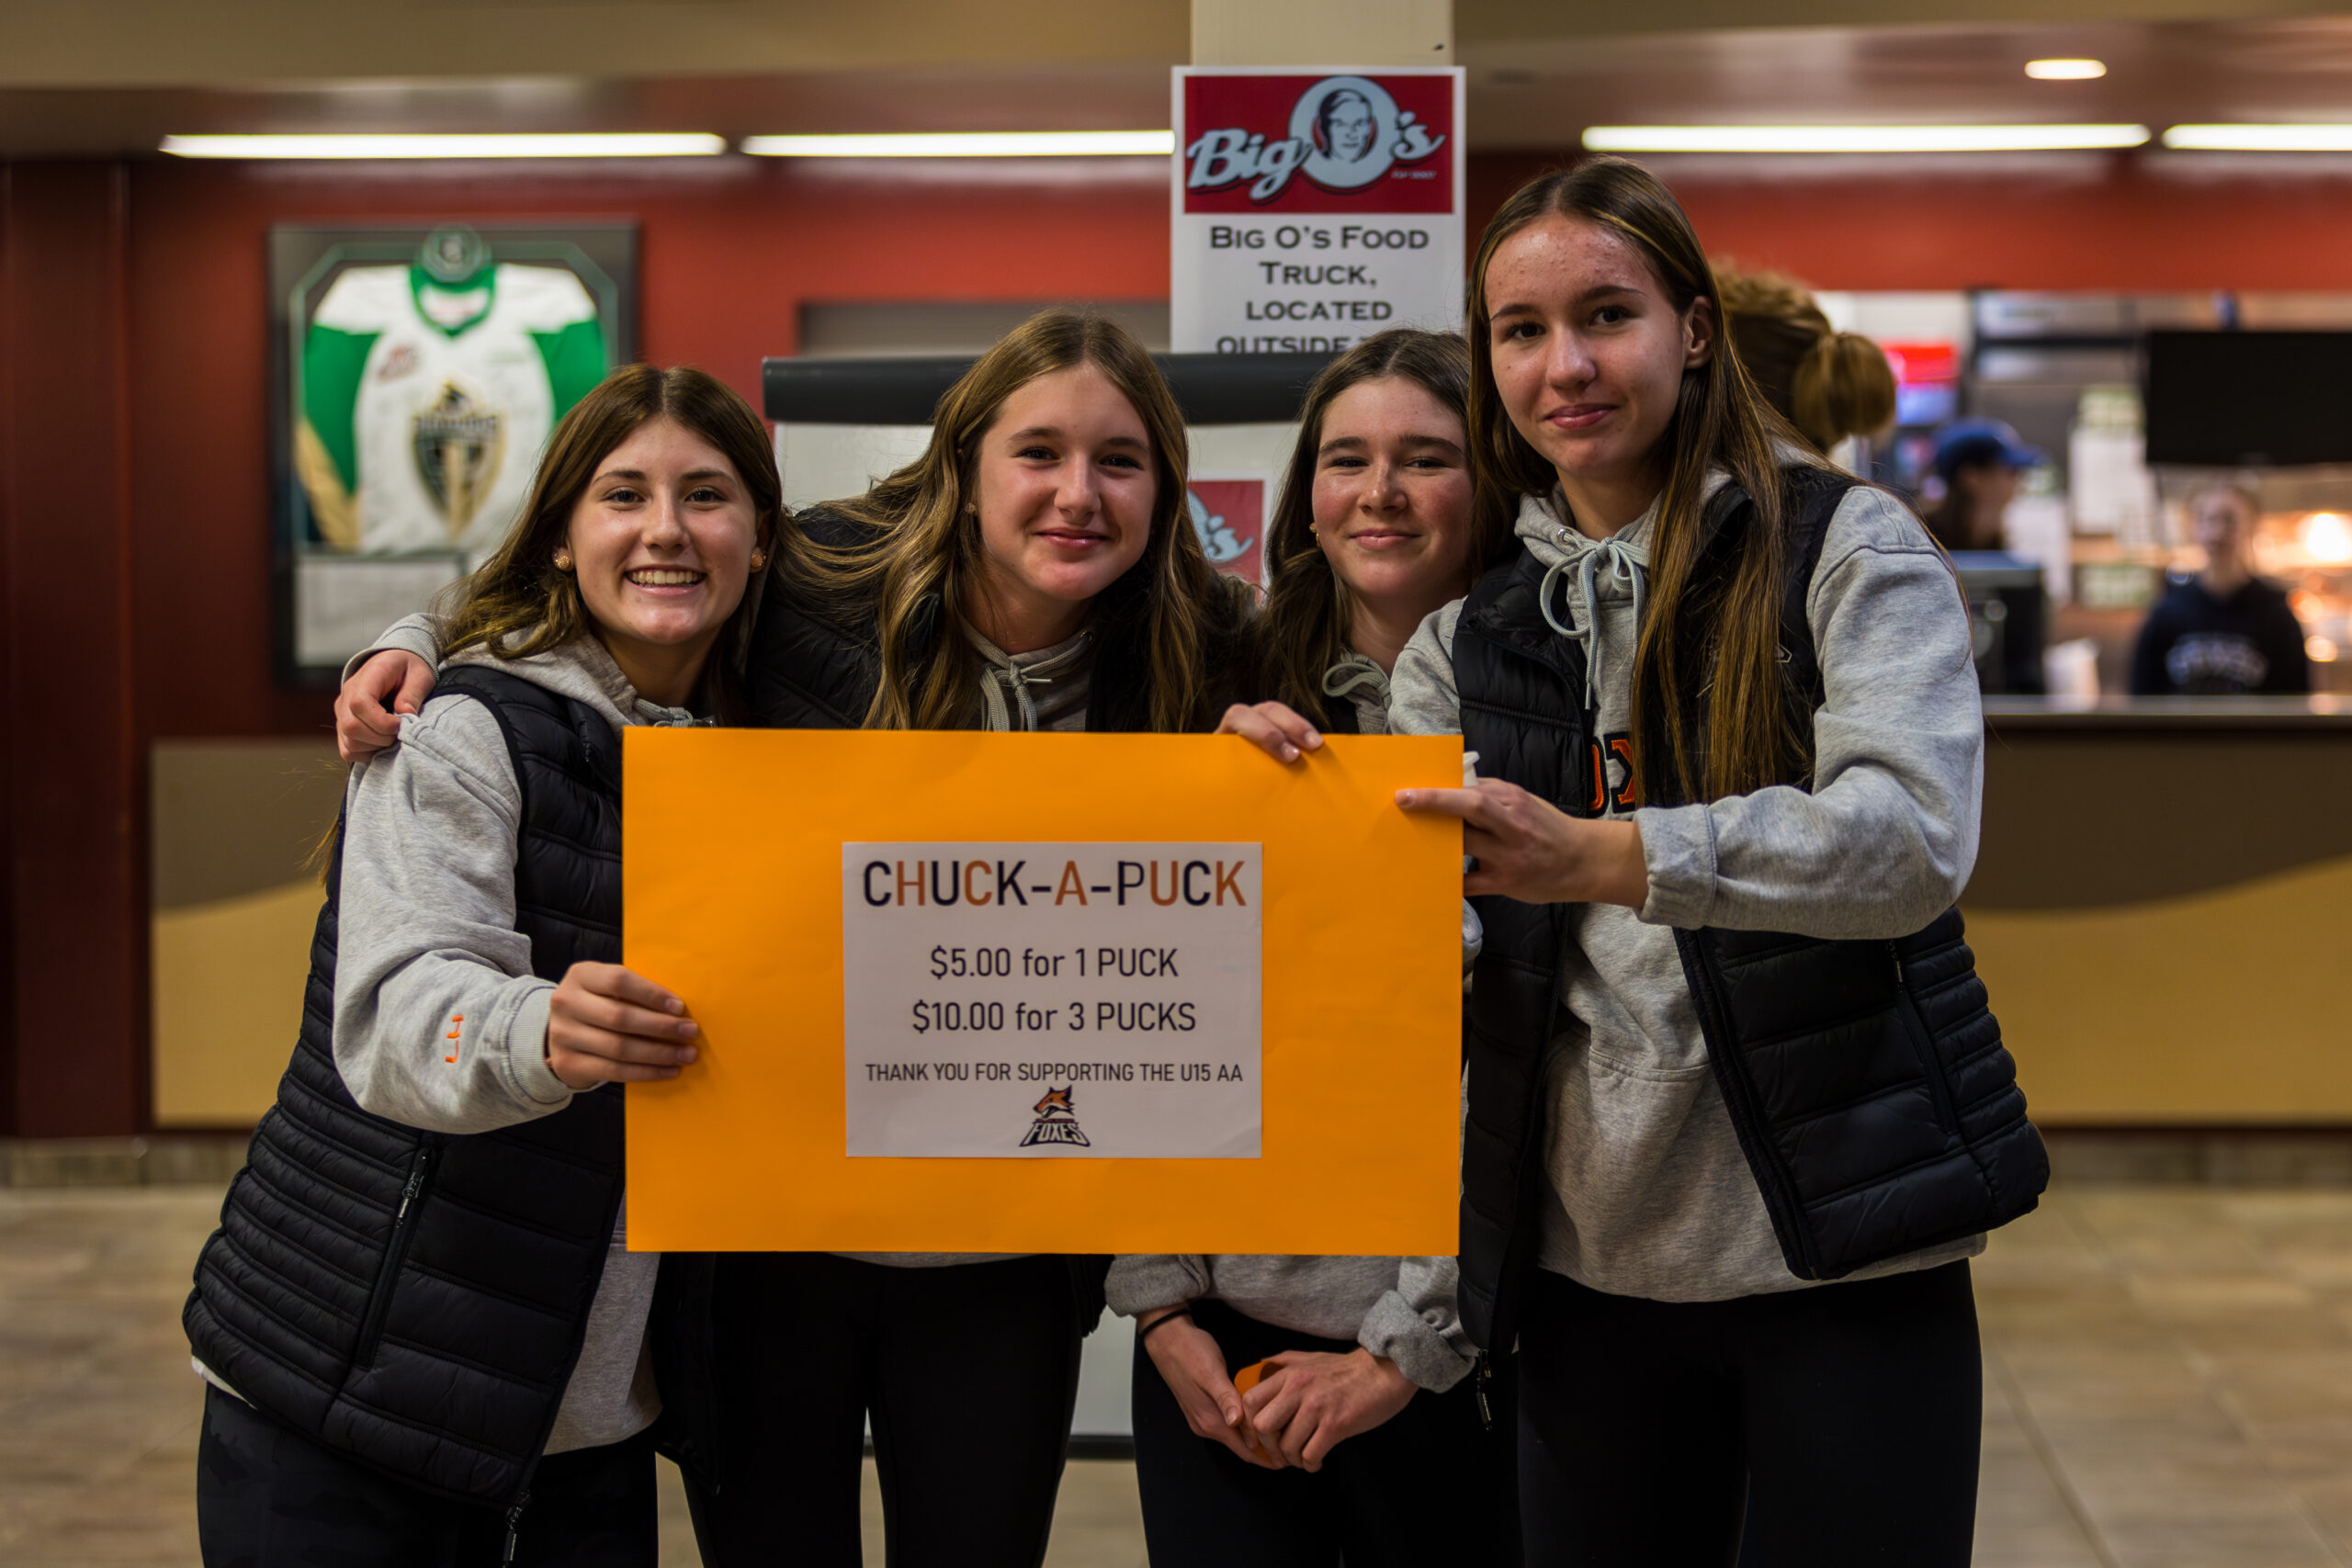 Big O's
BIG O'S FOOD
TRUCK,
LOCATED
OUTSIDE
CHUCK-A-PUCK
$5.00 for 1 PUCK
$10.00 for 3 PUCKS
THANK YOU FOR SUPPORTING THE U15 AA
FOXES